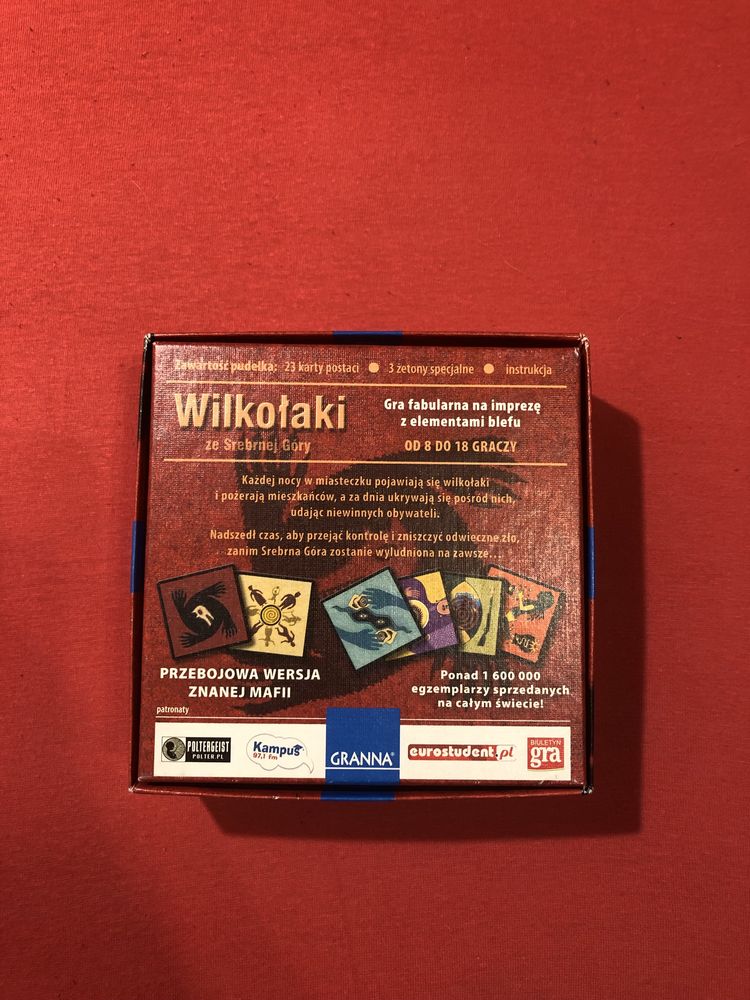 Zawartość pudełka: 23 karty postaci ● 3 żetony specjalne ● instrukcja
Wilkołaki
ze Srebrnej Góry
Gra fabularna na imprezę
z elementami blefu
OD 8 DO 18 GRACZY
Każdej nocy w miasteczku pojawiają się wilkołaki
i pożerają mieszkańców, a za dnia ukrywają się pośród nich,
udając niewinnych obywateli.
Nadszedł czas, aby przejąć kontrolę i zniszczyć odwieczne zło,
zanim Srebrna Góra zostanie wyludniona na zawsze...
PRZEBOJOWA WERSJA
ZNANEJ MAFII
Ponad 1 600 000
egzemplarzy sprzedanych
na całym świecie!
patronaty
POLTERGEIST
POLTER.PL
Kampus
97,1 fm
GRANNA®
eurostudent.pl
BIULETYN
gra